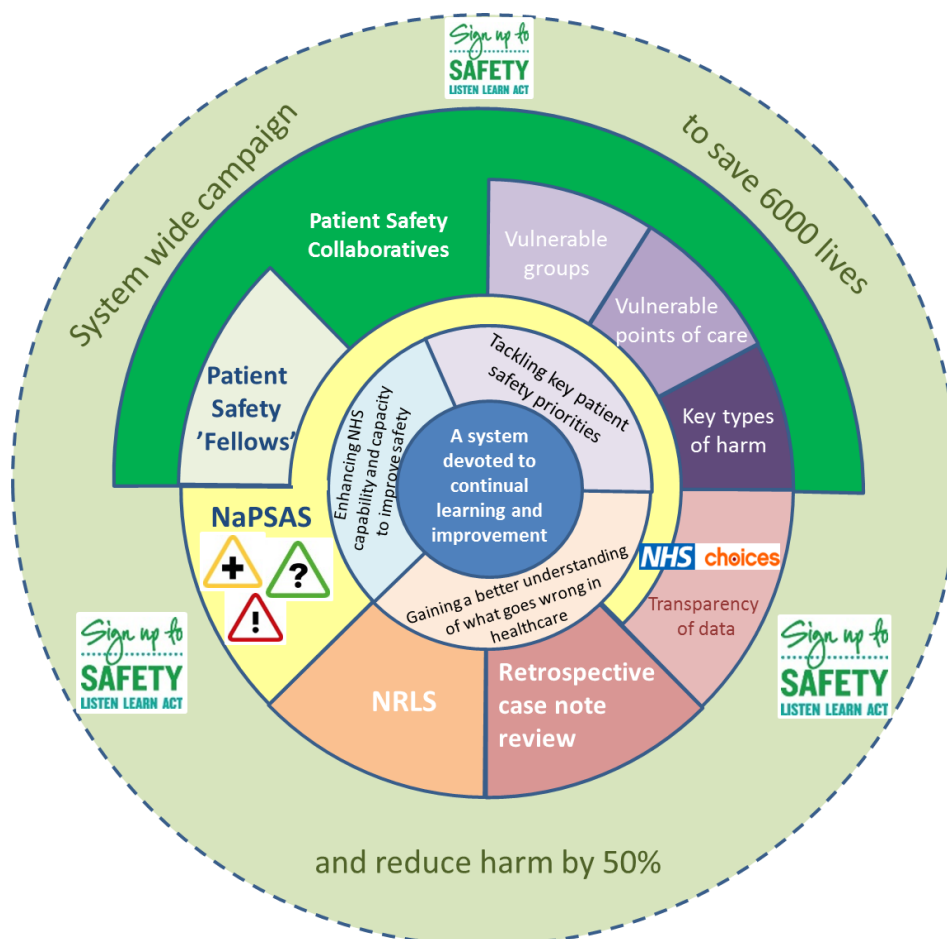 Sign up to
SAFETY
LISTEN LEARN ACT
System wide campaign
to save 6000 lives
Patient Safety
Collaboratives
Vulnerable
groups
Vulnerable
points of care
Key types
of harm
Patient
Safety
'Fellows'
Tackling key patient
safety priorities
Enhancing NHS
capability and capacity
to improve safety
A system
devoted to
continual
learning and
improvement
Gaining a better understanding
of what goes wrong in
healthcare
NaPSAS
+
?
!
NHS choices
Transparency
of data
NRLS
Retrospective
case note
review
Sign up to
SAFETY
LISTEN LEARN ACT
Sign up to
SAFETY
LISTEN LEARN ACT
and reduce harm by 50%